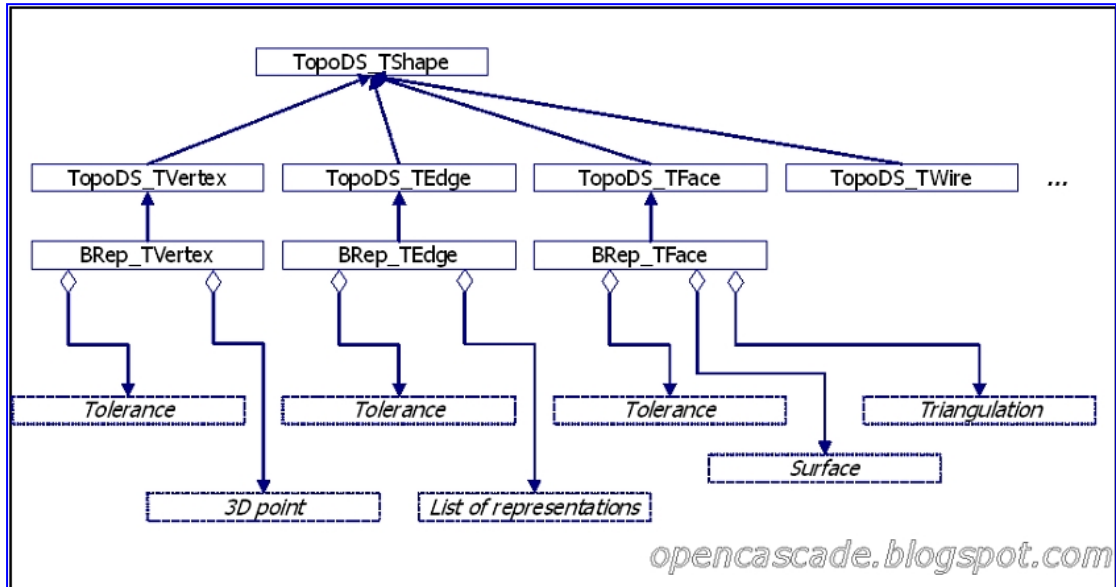 TopoDS_TShape
TopoDS_TVertex
TopoDS_TEdge
TopoDS_TFace
TopoDS_TWire
...
BRep_TVertex
BRep_TEdge
BRep_TFace
Tolerance
Tolerance
Tolerance
Triangulation
Surface
3D point
List of representations
opencascade.blogspot.com